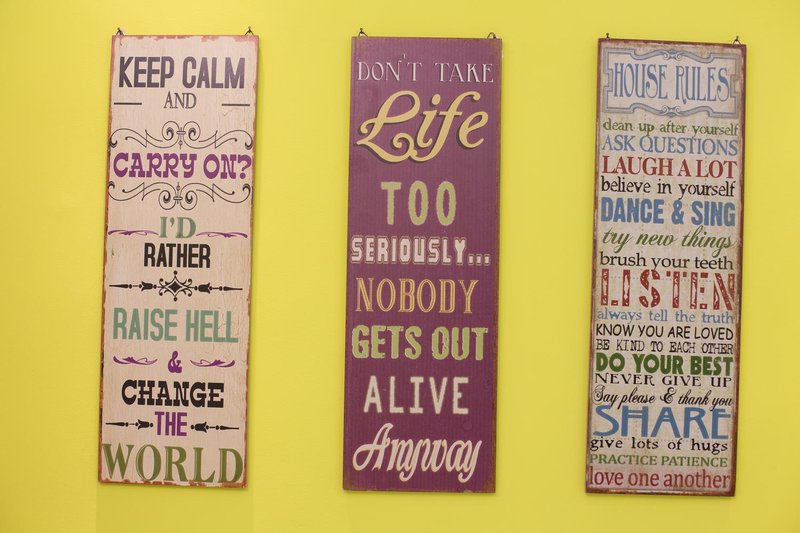 KEEP CALM
AND
CARRY ON?
I'D
RATHER
RAISE HELL
&
CHANGE
THE
WORLD
DON'T TAKE
Life
TOO
SERIOUSLY...
NOBODY
GETS OUT
ALIVE
Anyway
HOUSE RULES
clean up after yourself
ASK QUESTIONS
LAUGH A LOT
believe in yourself
DANCE & SING
try new things
brush your teeth
LISTEN
always tell the truth
KNOW YOU ARE LOVED
BE KIND TO EACH OTHER
DO YOUR BEST
NEVER GIVE UP
Say please & thank you
SHARE
give lots of hugs
PRACTICE PATIENCE
love one another